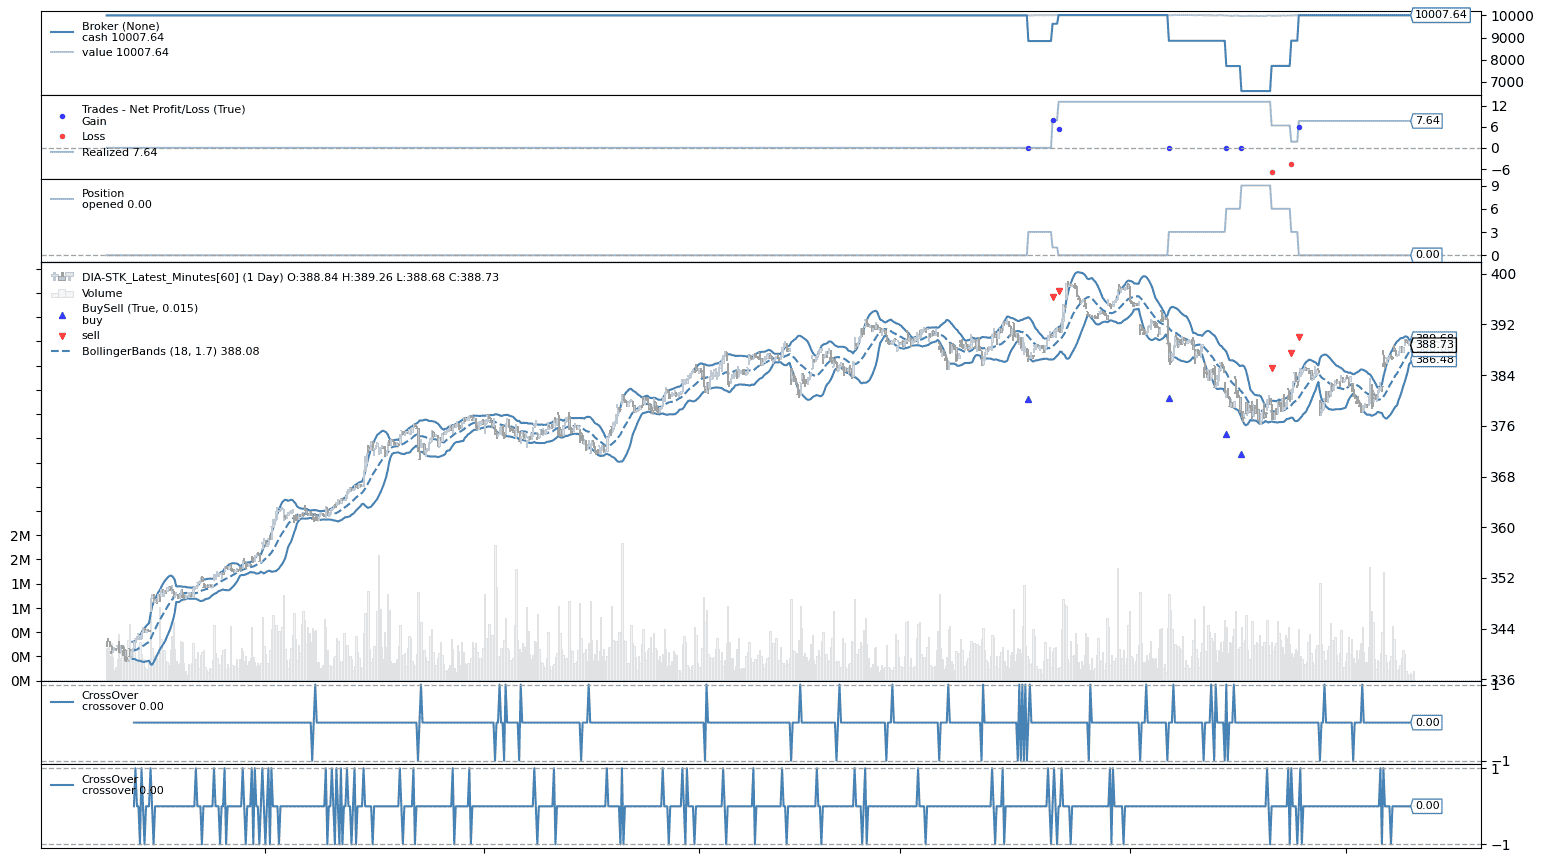 Broker (None)
cash 10007.64
value 10007.64
10007.64
10000
9000
8000
7000
Trades - Net Profit/Loss (True)
Gain
Loss
Realized 7.64
12
6
0
−6
7.64
Position
opened 0.00
9
6
3
0
0.00
DIA-STK_Latest_Minutes[60] (1 Day) O:388.84 H:389.26 L:388.68 C:388.73
Volume
BuySell (True, 0.015)
buy
sell
BollingerBands (18, 1.7) 388.08
400
392
384
376
368
360
352
344
336
389.68
388.73
386.48
2M
2M
1M
1M
0M
0M
0M
CrossOver
crossover 0.00
1
−1
0.00
CrossOver
crossover 0.00
1
−1
0.00